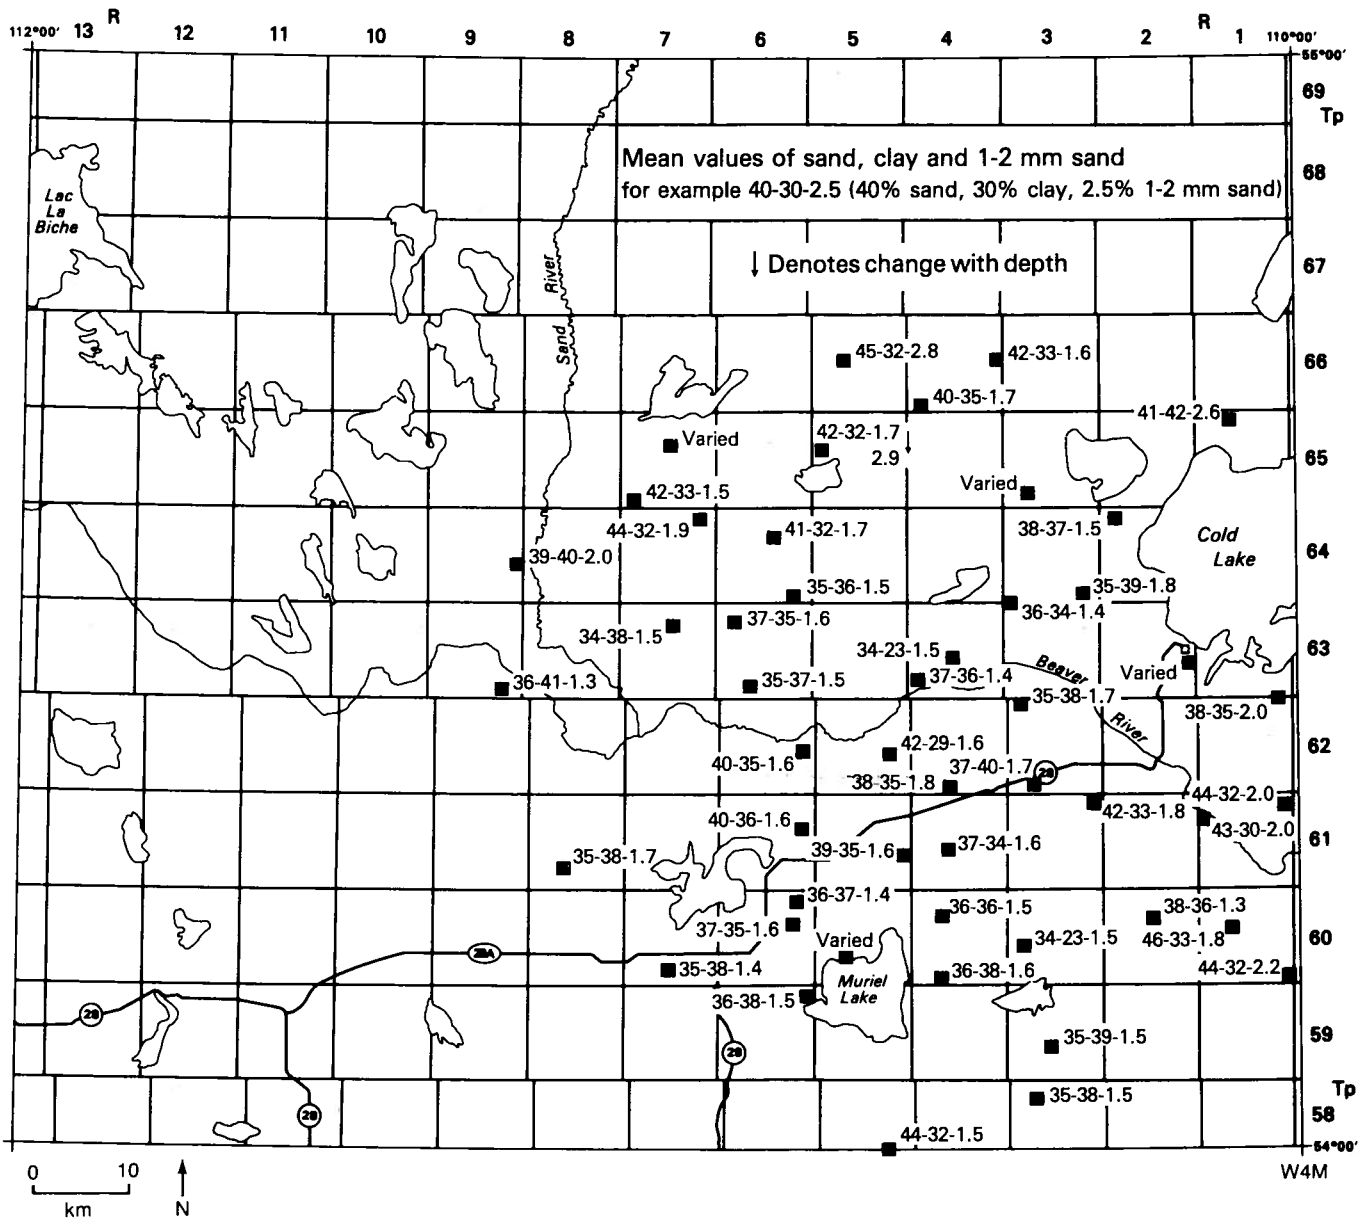 R R
112°00' 13 12 11 10 9 8 7 6 5 4 3 2 1 110°00'
55°00'
69
Tp
Mean values of sand, clay and 1-2 mm sand
for example 40-30-2.5 (40% sand, 30% clay, 2.5% 1-2 mm sand)
68
Lac
La
Biche
↓ Denotes change with depth
67
Sand River
45-32-2.8
42-33-1.6
66
40-35-1.7
41-42-2.6
Varied
42-32-1.7
2.9
↓
65
Varied
42-33-1.5
44-32-1.9
41-32-1.7
38-37-1.5
Cold
Lake
39-40-2.0
64
35-36-1.5
35-39-1.8
36-34-1.4
37-35-1.6
34-38-1.5
34-23-1.5
63
Beaver
River
Varied
36-41-1.3
35-37-1.5
37-36-1.4
35-38-1.7
38-35-2.0
42-29-1.6
62
40-35-1.6
37-40-1.7
28
38-35-1.8
44-32-2.0
42-33-1.8
43-30-2.0
40-36-1.6
39-35-1.6
37-34-1.6
61
35-38-1.7
36-37-1.4
36-36-1.5
38-36-1.3
37-35-1.6
Varied
34-23-1.5
46-33-1.8
60
28A
35-38-1.4
36-38-1.6
44-32-2.2
36-38-1.5
Muriel
Lake
28
28
35-39-1.5
59
Tp
35-38-1.5
58
28
44-32-1.5
54°00'
W4M
0 10
km
N